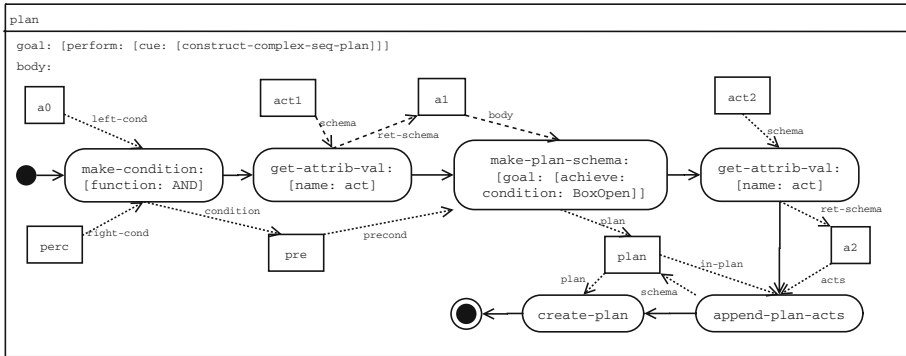 plan
goal: [perform: [cue: [construct-complex-seq-plan]]]
body:
a0
act1
a1
act2
left-cond
schema
ret-schema
body
schema
make-condition:
[function: AND]
get-attrib-val:
[name: act]
make-plan-schema:
[goal: [achieve:
condition: BoxOpen]]
get-attrib-val:
[name: act]
perc
right-cond
condition
pre
precond
plan
ret-schema
plan
in-plan
a2
plan
schema
acts
create-plan
append-plan-acts